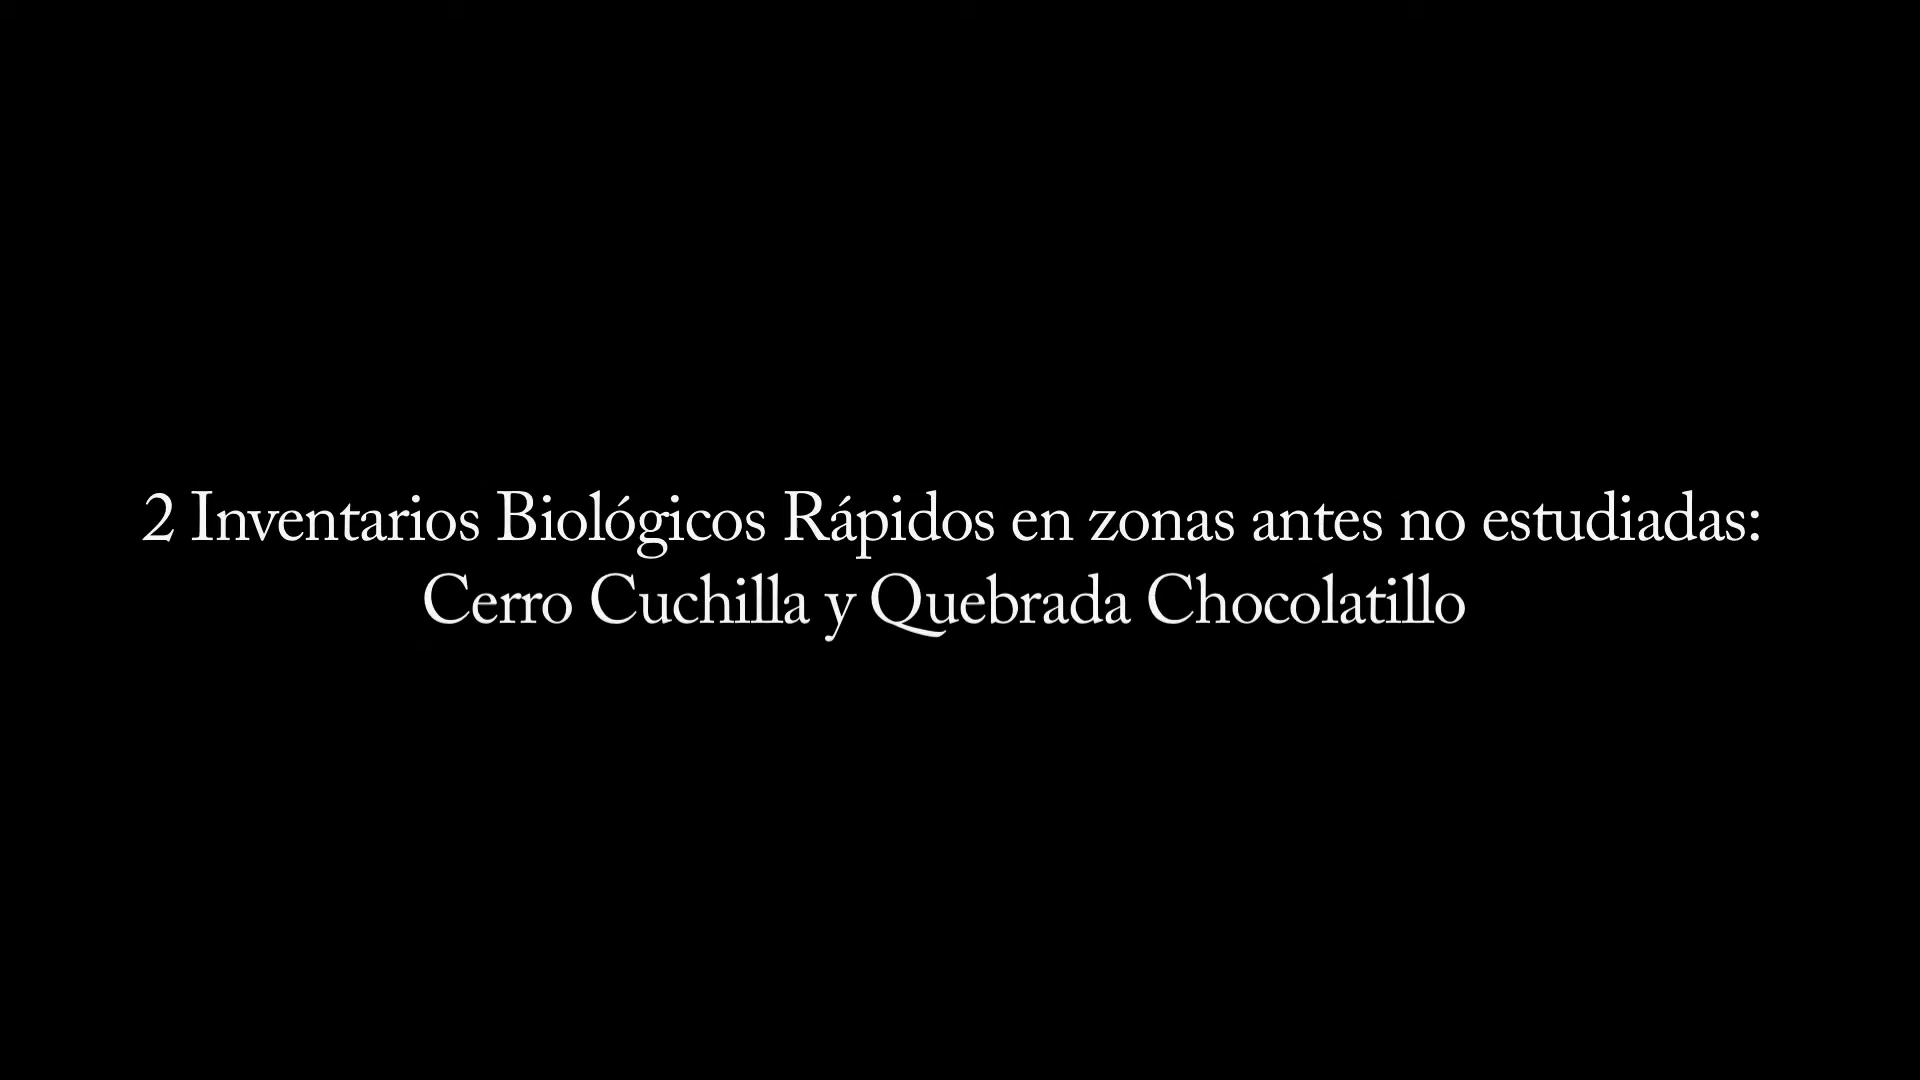 2 Inventarios Biológicos Rápidos en zonas antes no estudiadas:
Cerro Cuchilla y Quebrada Chocolatillo